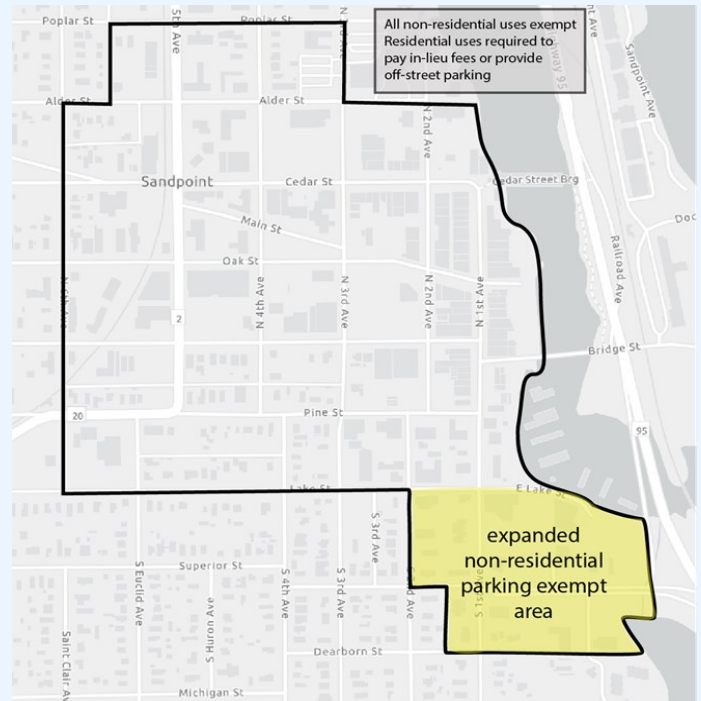 Poplar St
5th Ave
All non-residential uses exempt
Residential uses required to
pay in-lieu fees or provide
off-street parking
Sandpoint Ave
Alder St
Alder St
N 2nd Ave
Sandpoint
Cedar St
Cedar Street Brg
Main St
Oak St
Railroad Ave
N 4th Ave
N 3rd Ave
N 2nd Ave
N 1st Ave
2
Bridge St
20
Pine St
95
Lake St
E Lake St
expanded
non-residential
parking exempt
area
S 3rd Ave
Superior St
S Euclid Ave
S Huron Ave
S 4th Ave
S 3rd Ave
Saint Clair Av
Dearborn St
Michigan St